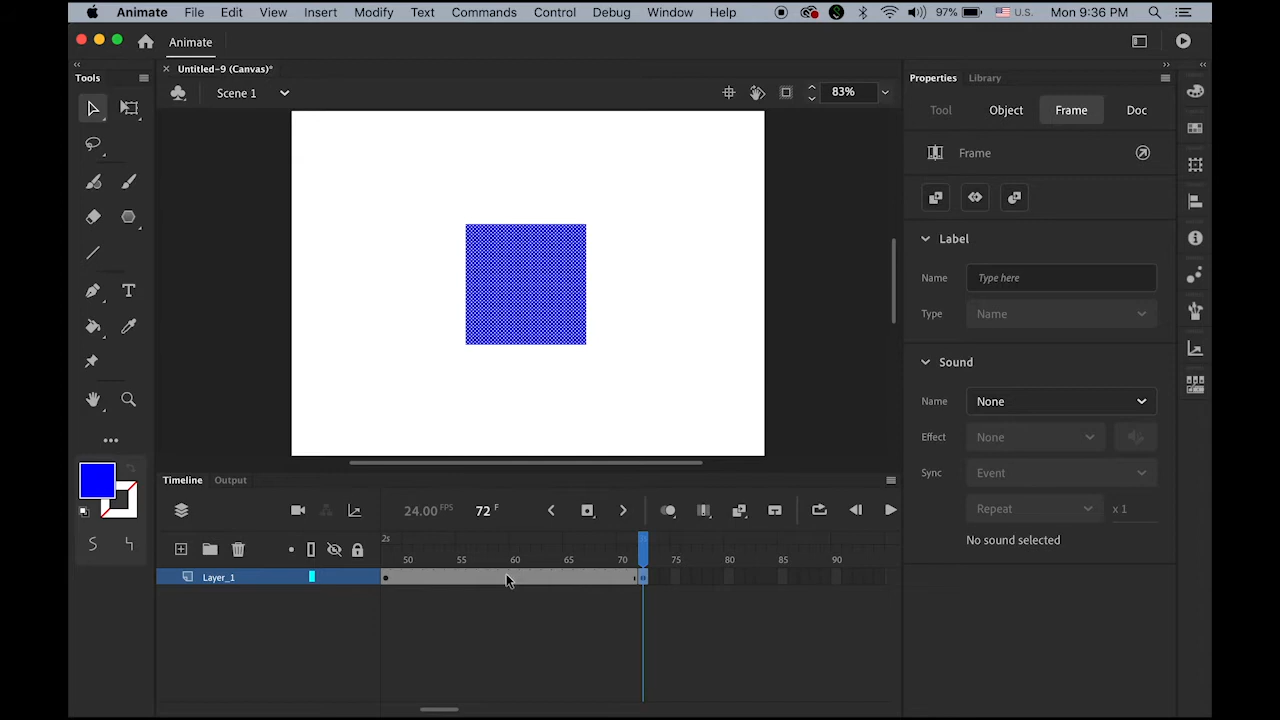 Animate File Edit View Insert Modify Text Commands Control Debug Window Help S 97% U.S. Mon 9:36 PM
Animate
Tools
Untitled-9 (Canvas)*
Scene 1
83%
Properties Library
Tool Object Frame Doc
Frame
Label
Name Type here
Type Name
Sound
Name None
Effect None
Sync Event
Repeat x 1
No sound selected
Timeline Output
24.00 FPS 72 F
2s
50 55 60 65 70 75 80 85 90
Layer_1